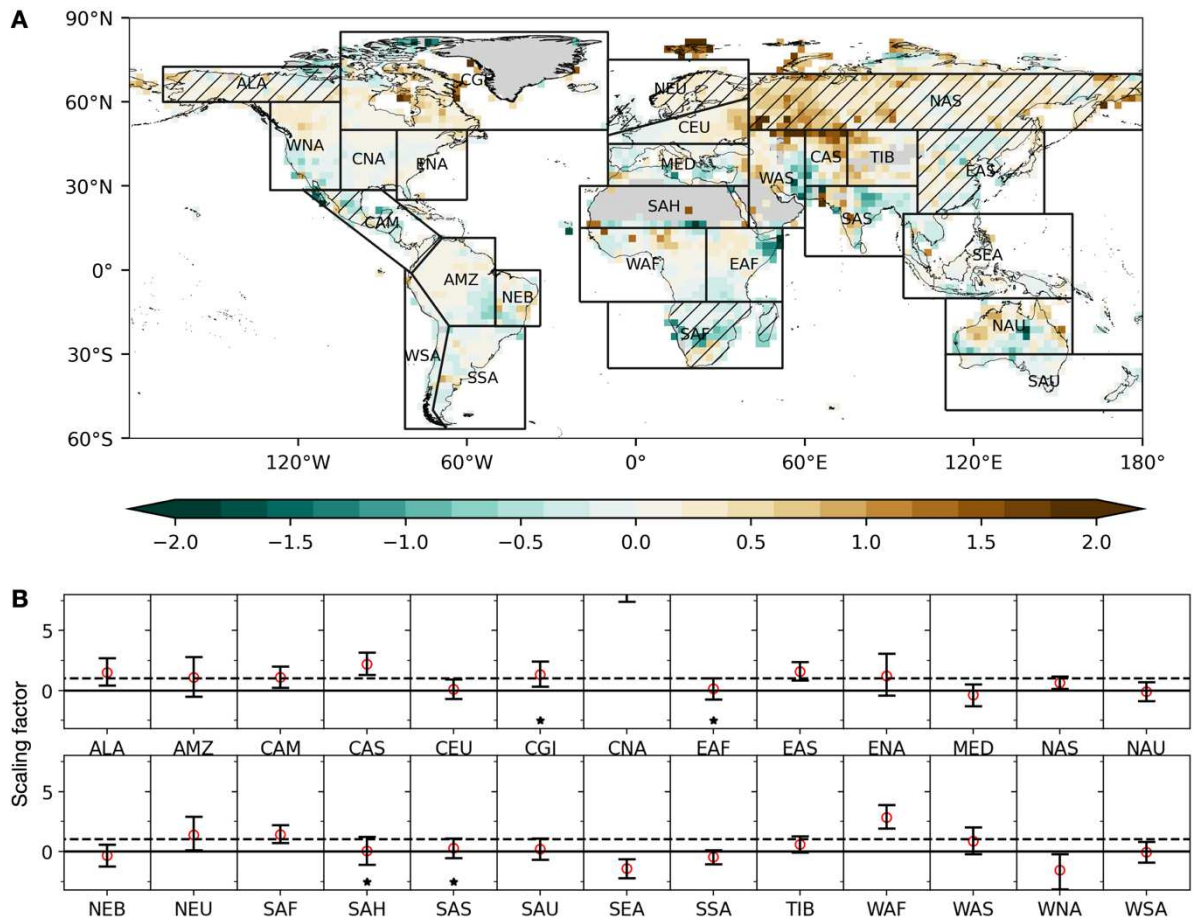 A
90°N
60°N
30°N
0°
30°S
60°S
120°W 60°W 0° 60°E 120°E 180°
ALA CGI NEU NAS
WNA CNA ENA CEU MED WAS CAS TIB EAS
SAH SAS
CAM
AMZ NEB WAF EAF SEA
WSA SSA SAF NAU
SAU
−2.0 −1.5 −1.0 −0.5 0.0 0.5 1.0 1.5 2.0
B
Scaling factor
5
0
ALA AMZ CAM CAS CEU CGI CNA EAF EAS ENA MED NAS NAU
5
0
NEB NEU SAF SAH SAS SAU SEA SSA TIB WAF WAS WNA WSA